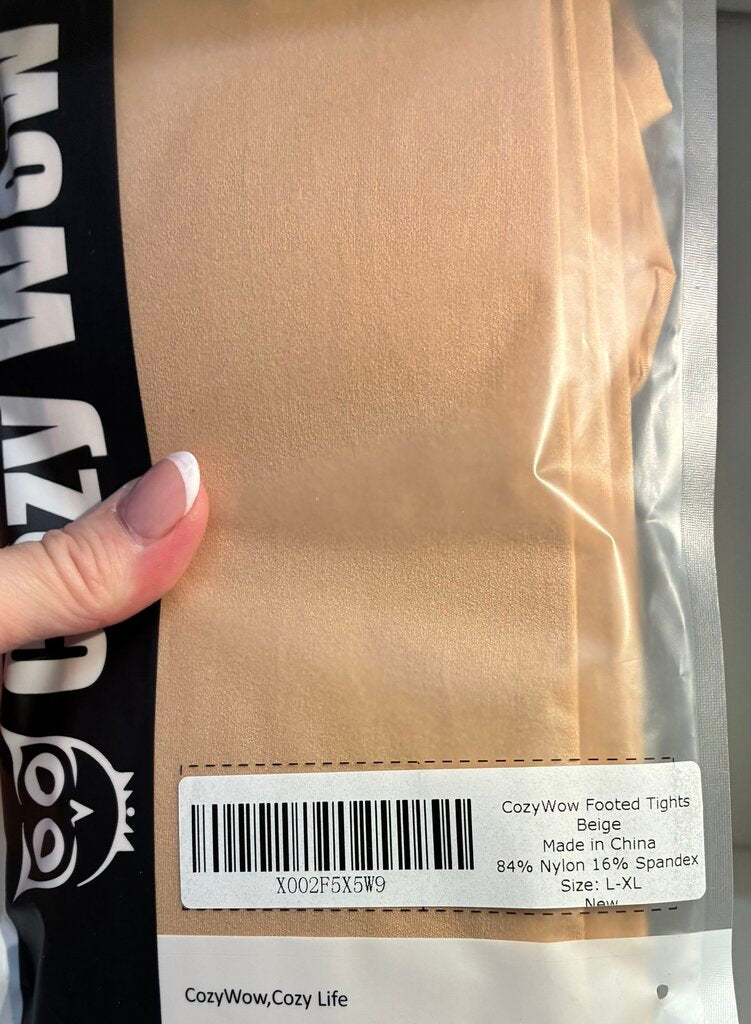 Cozy Wow
X002F5X5W9
CozyWow Footed Tights
Beige
Made in China
84% Nylon 16% Spandex
Size: L-XL
New
CozyWow,Cozy Life